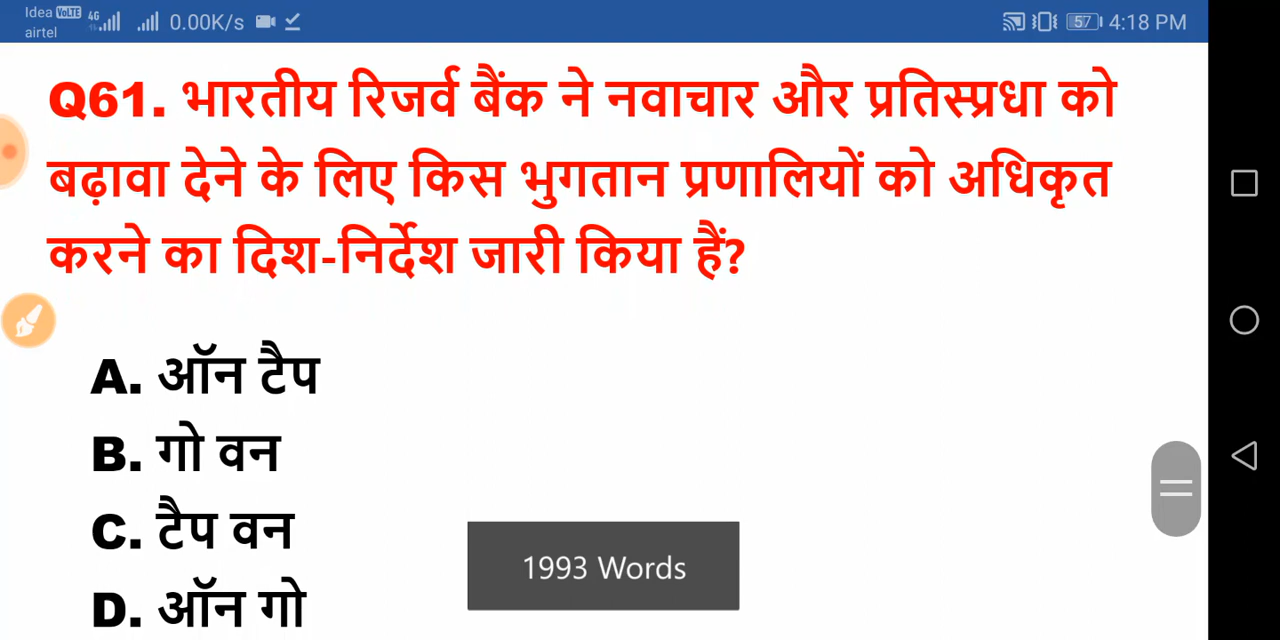 Idea VoLTE 4G 0.00K/s 57 4:18 PM
airtel
Q61. भारतीय रिजर्व बैंक ने नवाचार और प्रतिस्प्रधा को
बढ़ावा देने के लिए किस भुगतान प्रणालियों को अधिकृत
करने का दिश-निर्देश जारी किया हैं?
A. ऑन टैप
B. गो वन
C. टैप वन
D. ऑन गो
1993 Words